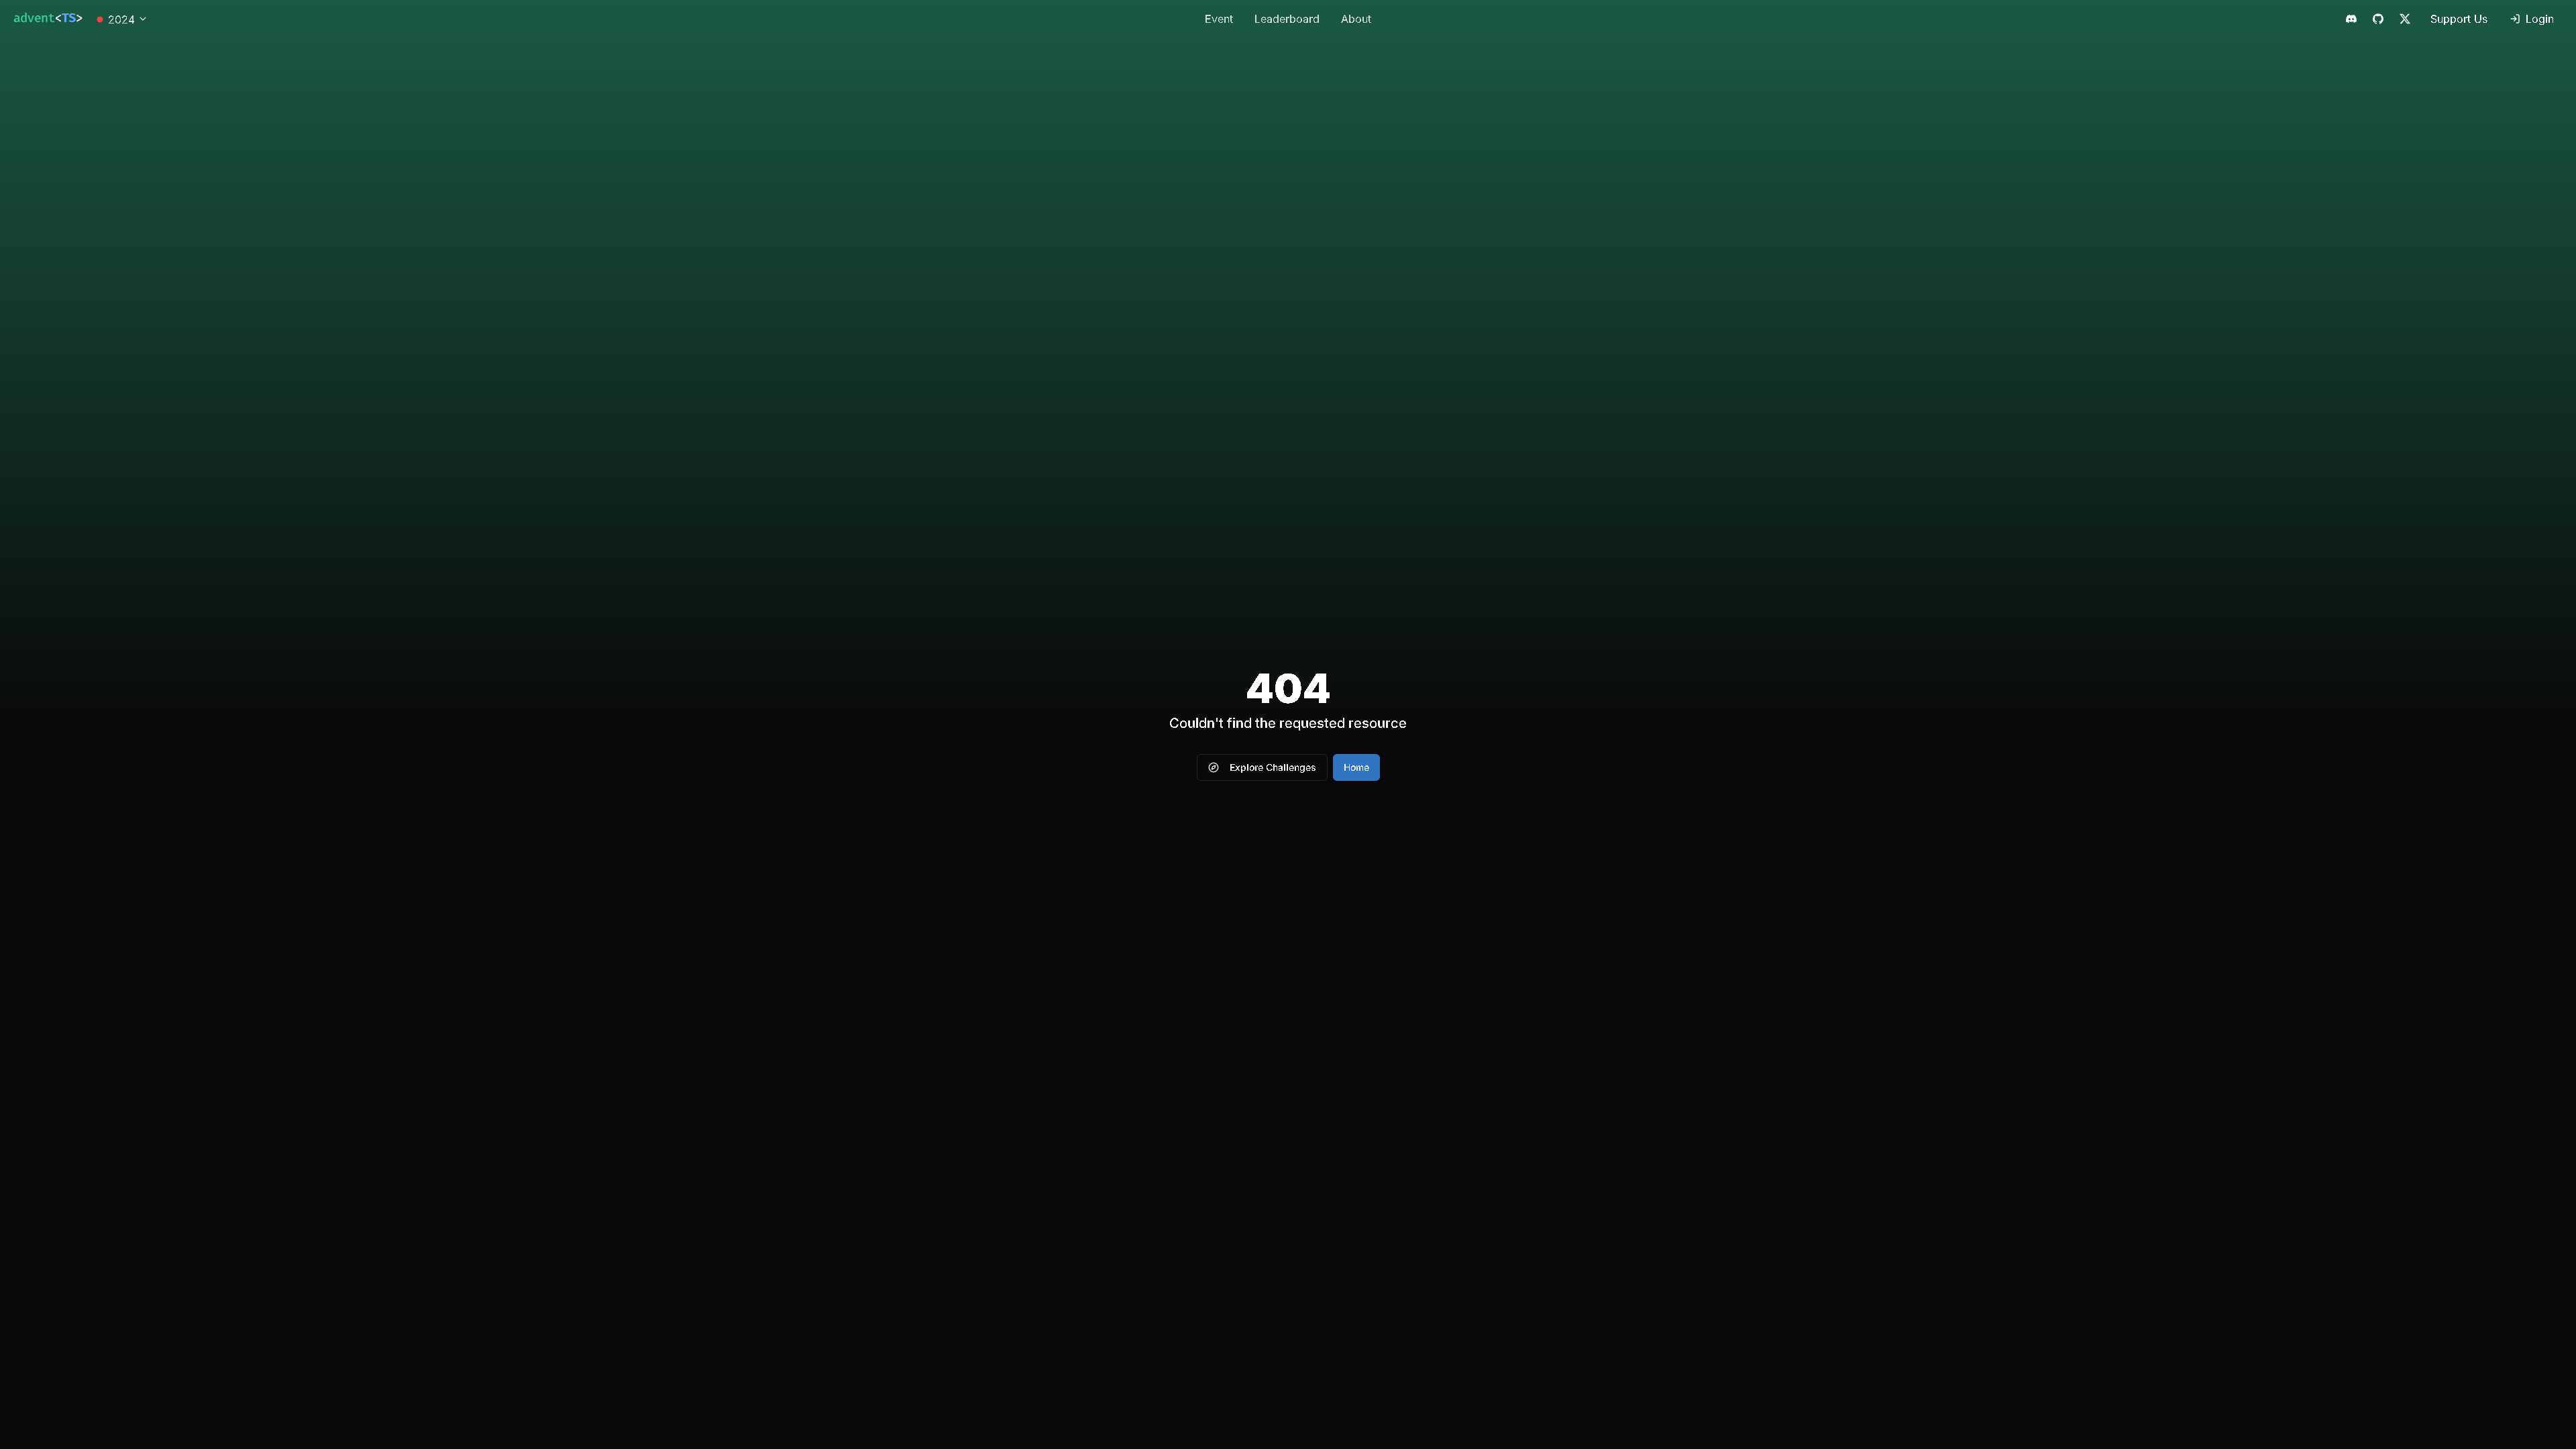 advent<TS> 2024 Event Leaderboard About Support Us Login
404
Couldn't find the requested resource
Explore Challenges Home